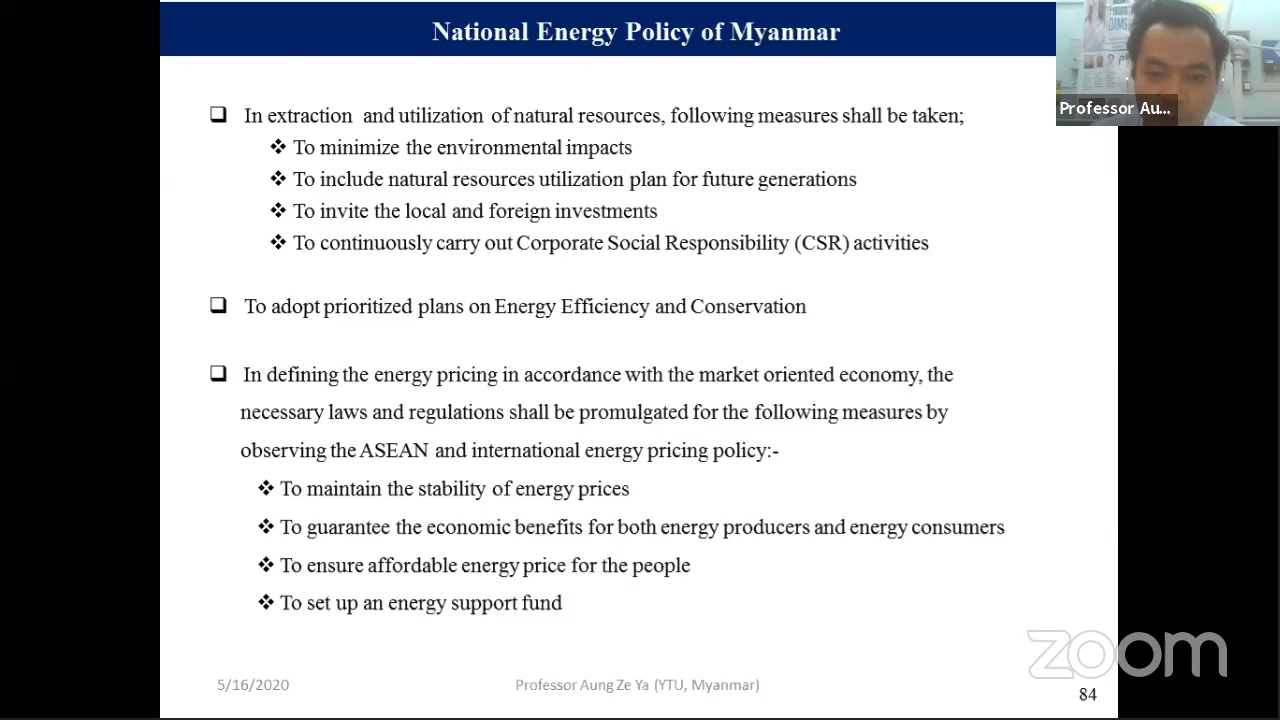 National Energy Policy of Myanmar
Professor Au...
❑ In extraction and utilization of natural resources, following measures shall be taken;
❖ To minimize the environmental impacts
❖ To include natural resources utilization plan for future generations
❖ To invite the local and foreign investments
❖ To continuously carry out Corporate Social Responsibility (CSR) activities
❑ To adopt prioritized plans on Energy Efficiency and Conservation
❑ In defining the energy pricing in accordance with the market oriented economy, the
necessary laws and regulations shall be promulgated for the following measures by
observing the ASEAN and international energy pricing policy:-
❖ To maintain the stability of energy prices
❖ To guarantee the economic benefits for both energy producers and energy consumers
❖ To ensure affordable energy price for the people
❖ To set up an energy support fund
zoom
5/16/2020
Professor Aung Ze Ya (YTU, Myanmar)
84